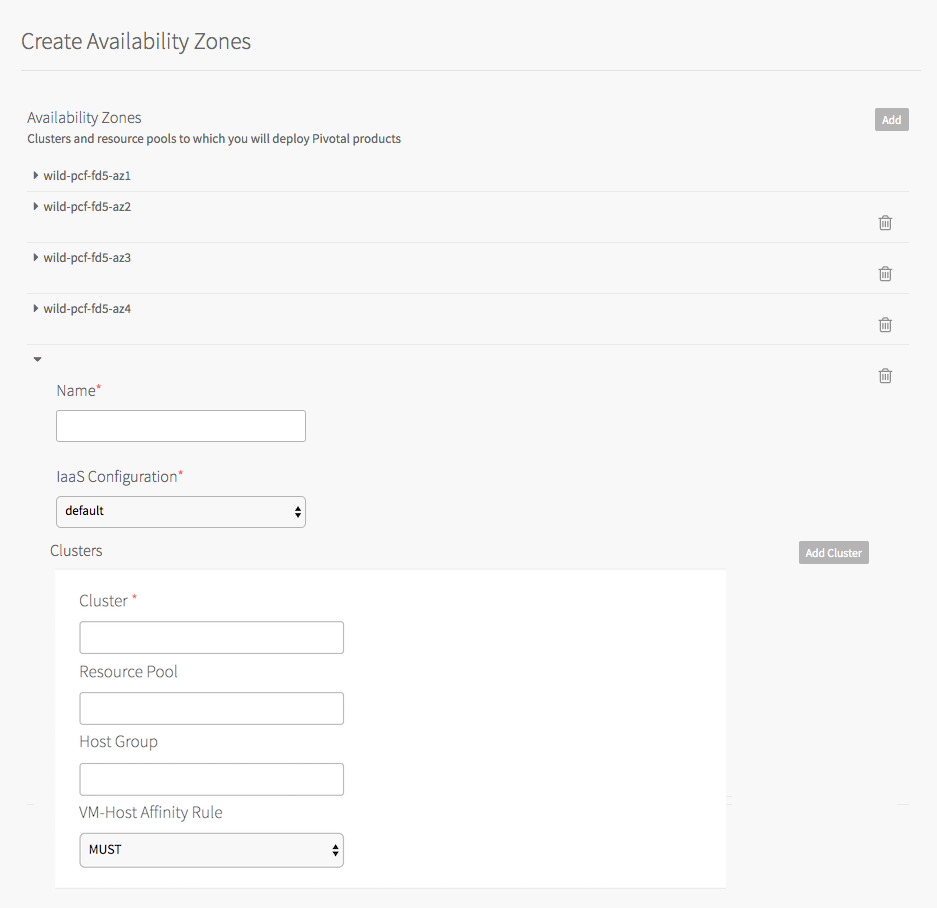 Create Availability Zones
Availability Zones
Add
Clusters and resource pools to which you will deploy Pivotal products
wild-pcf-fd5-az1
wild-pcf-fd5-az2
wild-pcf-fd5-az3
wild-pcf-fd5-az4
Name*
IaaS Configuration*
default
Clusters
Add Cluster
Cluster *
Resource Pool
Host Group
VM-Host Affinity Rule
MUST